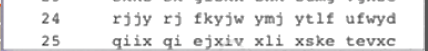 24 rjjy rj fkyjw ymj ytlf ufwyd
25 qiix qi ejxiv xli xske tevxc